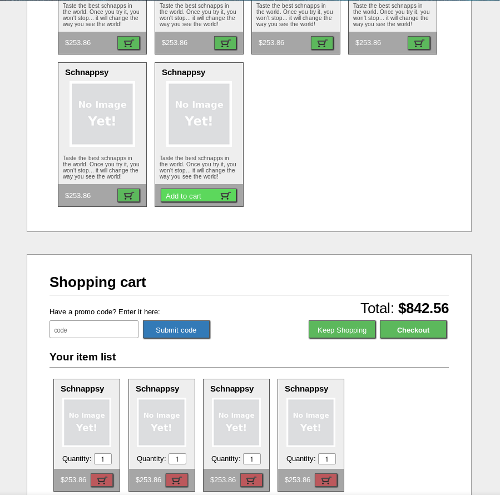 Taste the best schnapps in Taste the best schnapps in Taste the best schnapps in Taste the best schnapps in
the world. Once you try it, you the world. Once you try it, you the world. Once you try it, you the world. Once you try it, you
won't stop... it will change the won't stop... it will change the won't stop... it will change the won't stop... it will change the
way you see the world! way you see the world! way you see the world! way you see the world!
$253.86 $253.86 $253.86 $253.86
Schnappsy Schnappsy
No Image No Image
Yet! Yet!
Taste the best schnapps in Taste the best schnapps in
the world. Once you try it, you the world. Once you try it, you
won't stop... it will change the won't stop... it will change the
way you see the world! way you see the world!
$253.86 Add to cart
Shopping cart
Total: $842.56
Have a promo code? Enter it here:
code Submit code Keep Shopping Checkout
Your item list
Schnappsy Schnappsy Schnappsy Schnappsy
No Image No Image No Image No Image
Yet! Yet! Yet! Yet!
Quantity: 1 Quantity: 1 Quantity: 1 Quantity: 1
$253.86 $253.86 $253.86 $253.86